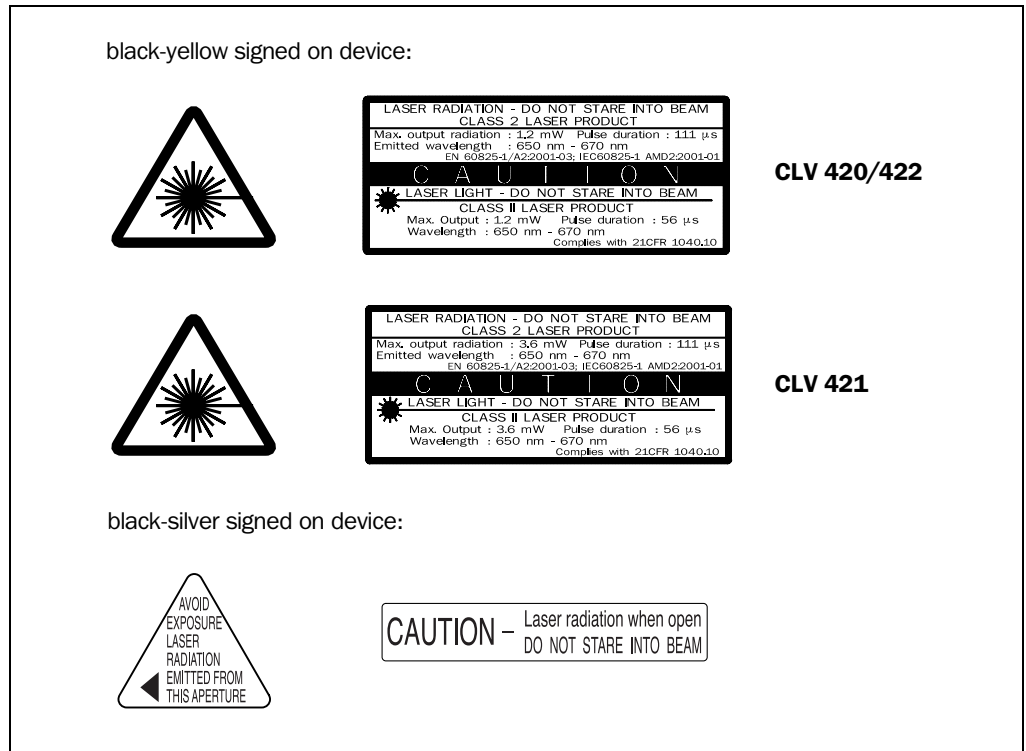 black-yellow signed on device:
LASER RADIATION - DO NOT STARE INTO BEAM
CLASS 2 LASER PRODUCT
Max. output radiation : 1.2 mW Pulse duration : 111 µs
Emitted wavelength : 650 nm - 670 nm
EN 60825-1/A2:2001-03; IEC60825-1 AMD2:2001-01
CAUTION
LASER LIGHT - DO NOT STARE INTO BEAM
CLASS II LASER PRODUCT
Max. Output : 1.2 mW Pulse duration : 56 µs
Wavelength : 650 nm - 670 nm
Complies with 21CFR 1040.10
CLV 420/422
LASER RADIATION - DO NOT STARE INTO BEAM
CLASS 2 LASER PRODUCT
Max. output radiation : 3.6 mW Pulse duration : 111 µs
Emitted wavelength : 650 nm - 670 nm
EN 60825-1/A2:2001-03; IEC60825-1 AMD2:2001-01
CAUTION
LASER LIGHT - DO NOT STARE INTO BEAM
CLASS II LASER PRODUCT
Max. Output : 3.6 mW Pulse duration : 56 µs
Wavelength : 650 nm - 670 nm
Complies with 21CFR 1040.10
CLV 421
black-silver signed on device:
AVOID
EXPOSURE
LASER
RADIATION
EMITTED FROM
THIS APERTURE
CAUTION – Laser radiation when open
DO NOT STARE INTO BEAM